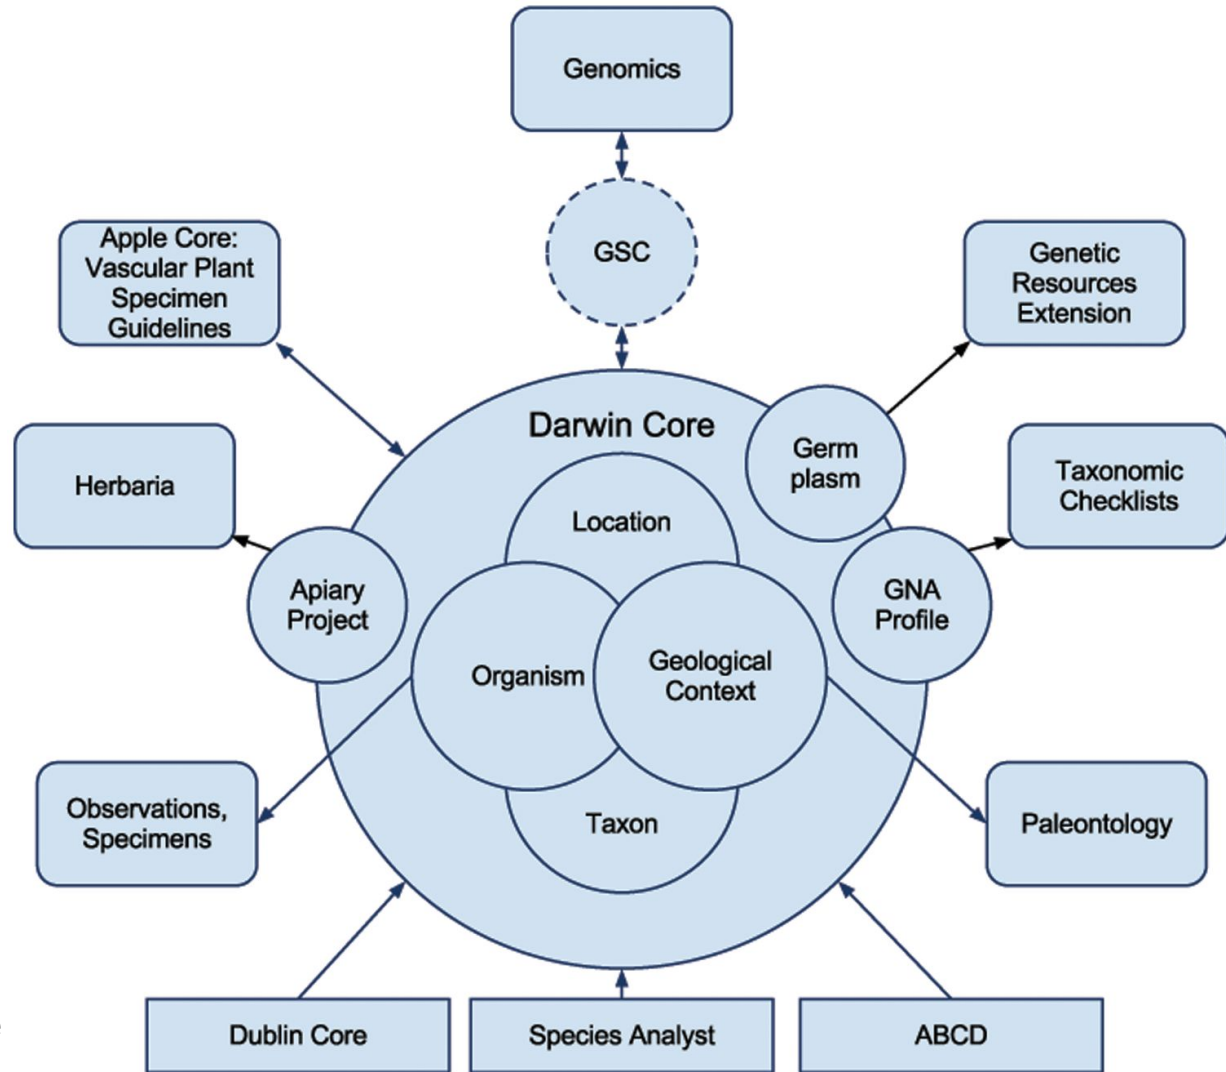 Genomics
GSC
Apple Core:
Vascular Plant
Specimen
Guidelines
Genetic
Resources
Extension
Darwin Core
Germ
plasm
Herbaria
Taxonomic
Checklists
Location
Apiary
Project
GNA
Profile
Organism
Geological
Context
Observations,
Specimens
Taxon
Paleontology
Dublin Core
Species Analyst
ABCD